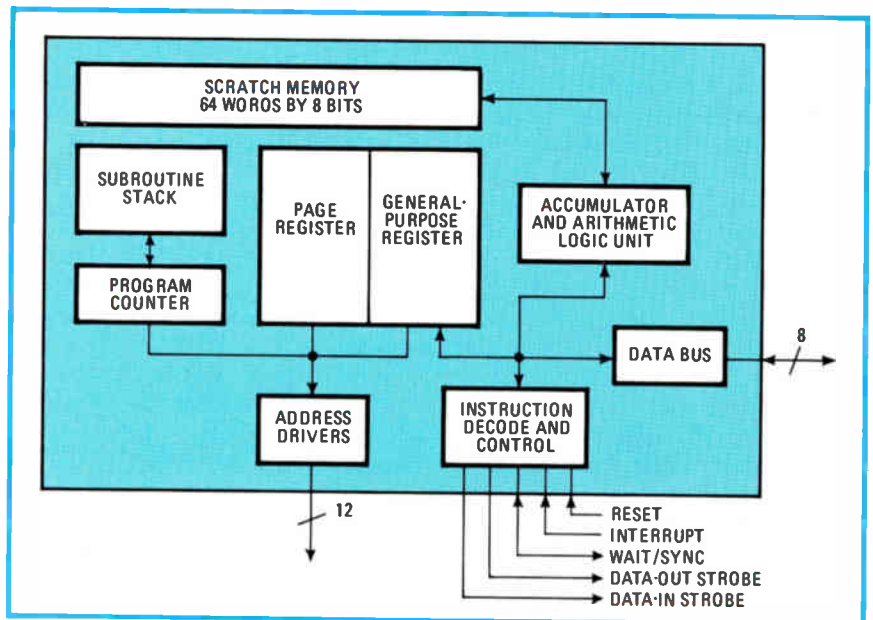 SCRATCH MEMORY
64 WOROS BY 8 BITS
SUBROUTINE
STACK
PAGE
REGISTER
GENERAL-
PURPOSE
REGISTER
ACCUMULATOR
AND ARITHMETIC
LOGIC UNIT
PROGRAM
COUNTER
DATA BUS
8
ADDRESS
DRIVERS
INSTRUCTION
DECODE AND
CONTROL
12
RESET
INTERRUPT
WAIT/SYNC
DATA-OUT STROBE
DATA-IN STROBE